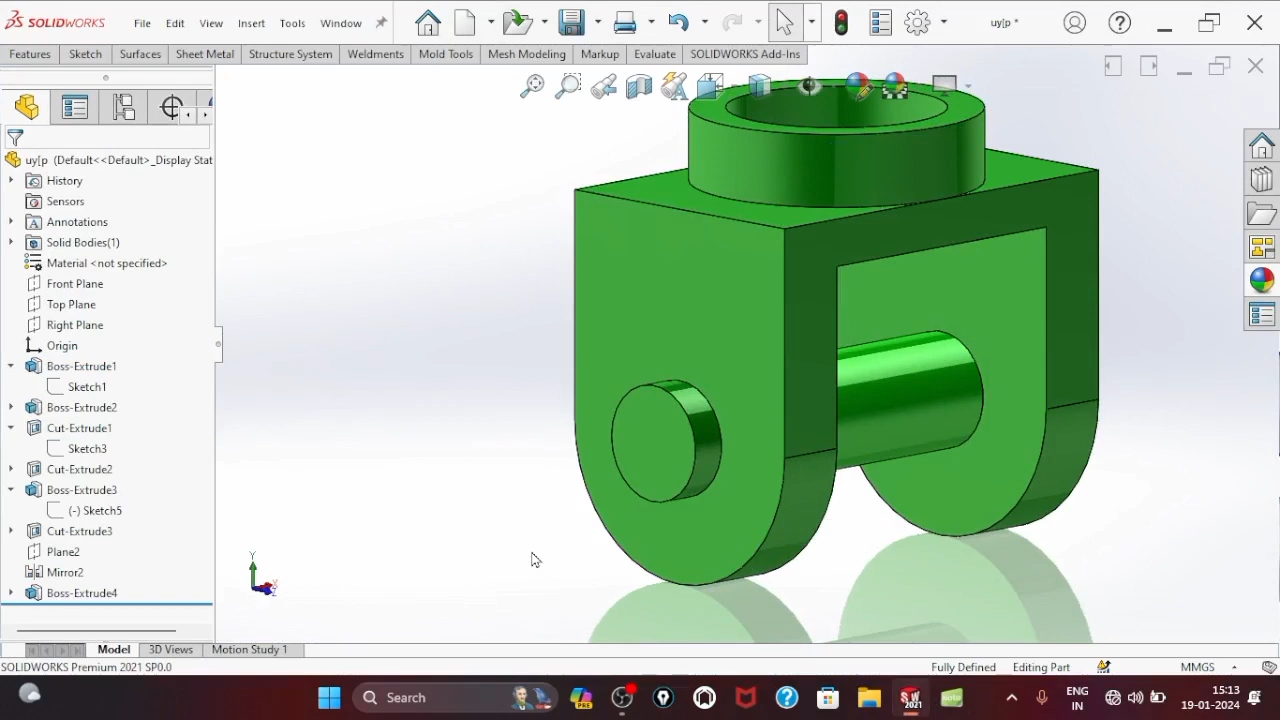 SOLIDWORKS File Edit View Insert Tools Window uy[p *
Features Sketch Surfaces Sheet Metal Structure System Weldments Mold Tools Mesh Modeling Markup Evaluate SOLIDWORKS Add-Ins
uy[p (Default<<Default>_Display Stat
History
Sensors
Annotations
Solid Bodies(1)
Material <not specified>
Front Plane
Top Plane
Right Plane
Origin
Boss-Extrude1
Sketch1
Boss-Extrude2
Cut-Extrude1
Sketch3
Cut-Extrude2
Boss-Extrude3
(-) Sketch5
Cut-Extrude3
Plane2
Mirror2
Boss-Extrude4
Y
Model 3D Views Motion Study 1
SOLIDWORKS Premium 2021 SP0.0 Fully Defined Editing Part MMGS
Search PRE SW 2021 ENG 15:13
IN 19-01-2024